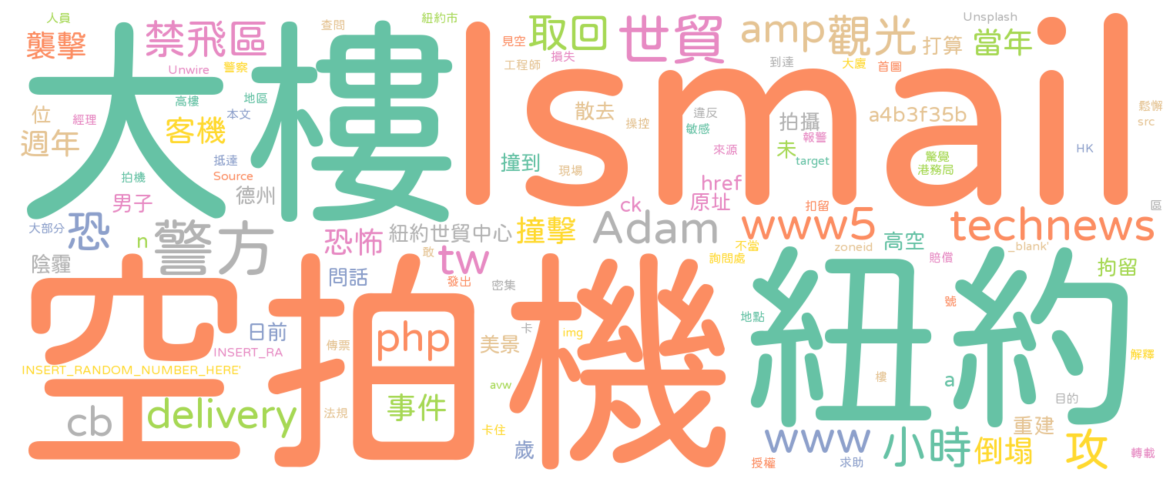 人員
紐約市
查問
Unsplash
襲擊
禁飛區
大樓
Ismail
見空
取回
損失
世貿
amp
觀光
打算
當年
工程師
到達
大讚
首圖
Unwire
警察
高樓
地區
本文
位
經理
週年
客機
散去
操控
違反
敏感
拍攝
報警
a4b3f35b
鬆懈
src
HK
抵達
Source
拍機
德州
男子
撞到
現場
來源
未
target
驚覺
港務局
href
原址
ck
扣留
區
大部分
恐
n
警方
陰霾
恐怖
紐約世貿中心
撞擊
Adam
www5
technews
敢
tw
不當
詢問處
zoneid
高空
賠償
_blank'
拘留
問話
發出
密集
空拍機
紐約
日前
INSERT_RA
傳票
php
卡
美景
img
地點
號
解釋
INSERT_RANDOM_NUMBER_HERE'
avw
樓
a
目的
cb
delivery
法規
事件
卡住
歲
www
小時
倒塌
重建
攻
授權
求助
轉載